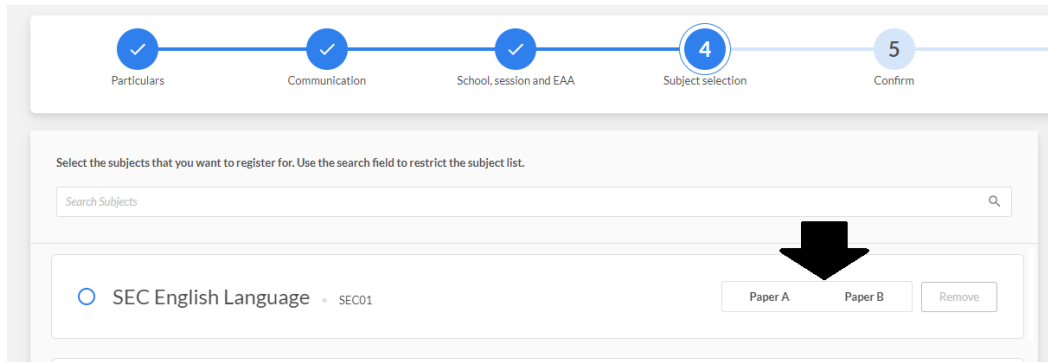 4
5
Particulars
Communication
School, session and EAA
Subject selection
Confirm
Select the subjects that you want to register for. Use the search field to restrict the subject list.
Search Subjects
SEC English Language • SEC01
Paper A
Paper B
Remove